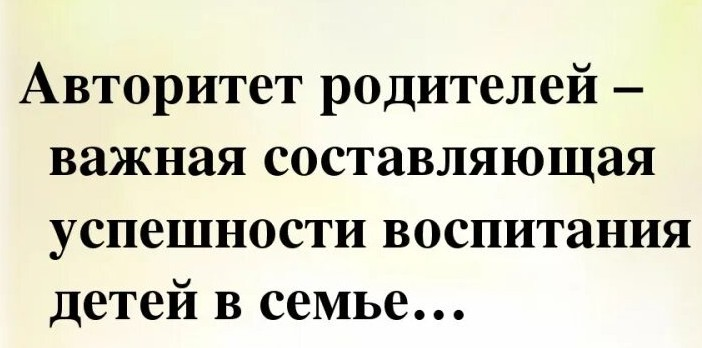 Авторитет родителей –
важная составляющая
успешности воспитания
детей в семье…